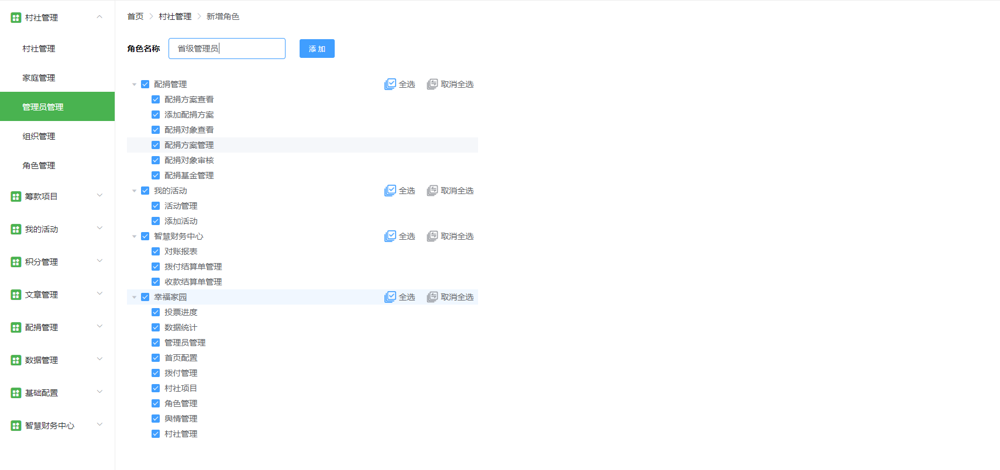 村社管理
村社管理
家庭管理
管理员管理
组织管理
角色管理
筹款项目
我的活动
积分管理
文章管理
配捐管理
数据管理
基础配置
智慧财务中心
首页 村社管理 新增角色
角色名称 省级管理员 添加
配捐管理 全选 取消全选
配捐方案查看
添加配捐方案
配捐对象查看
配捐方案管理
配捐对象审核
配捐基金管理
我的活动 全选 取消全选
活动管理
添加活动
智慧财务中心 全选 取消全选
对账报表
拨付结算单管理
收款结算单管理
幸福家园 全选 取消全选
投票进度
数据统计
管理员管理
首页配置
拨付管理
村社项目
角色管理
舆情管理
村社管理